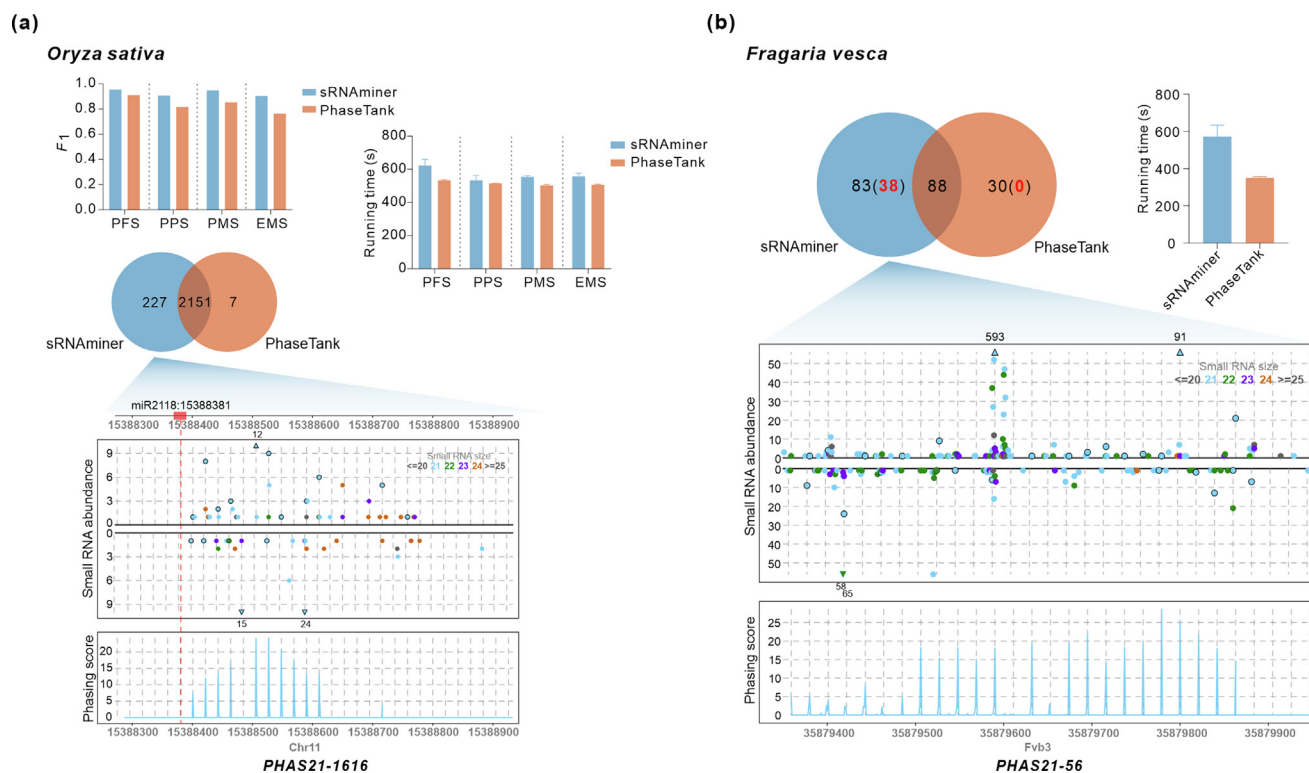 (a)
Oryza sativa
1.0
0.8
0.6
0.4
0.2
0.0
F1
PFS PPS PMS EMS
sRNAminer
PhaseTank
800
600
400
200
0
Running time (s)
PFS PPS PMS EMS
sRNAminer
PhaseTank
227 2151 7
sRNAminer PhaseTank
miR2118:15388381
15388300 15388400 15388500 15388600 15388700 15388800 15388900
12
Small RNA size
<=20 21 22 23 24 >=25
9
6
3
0
0
3
6
9
Small RNA abundance
15 24
20
15
10
5
0
Phasing score
15388300 15388400 15388500 15388600 15388700 15388800 15388900
Chr11
PHAS21-1616
(b)
Fragaria vesca
83(38) 88 30(0)
sRNAminer PhaseTank
800
600
400
200
0
Running time (s)
sRNAminer
PhaseTank
593 91
Small RNA size
<=20 21 22 23 24 >=25
50
40
30
20
10
0
0
10
20
30
40
50
Small RNA abundance
58
65
25
20
15
10
5
0
Phasing score
35879400 35879500 35879600 35879700 35879800 35879900
Fvb3
PHAS21-56